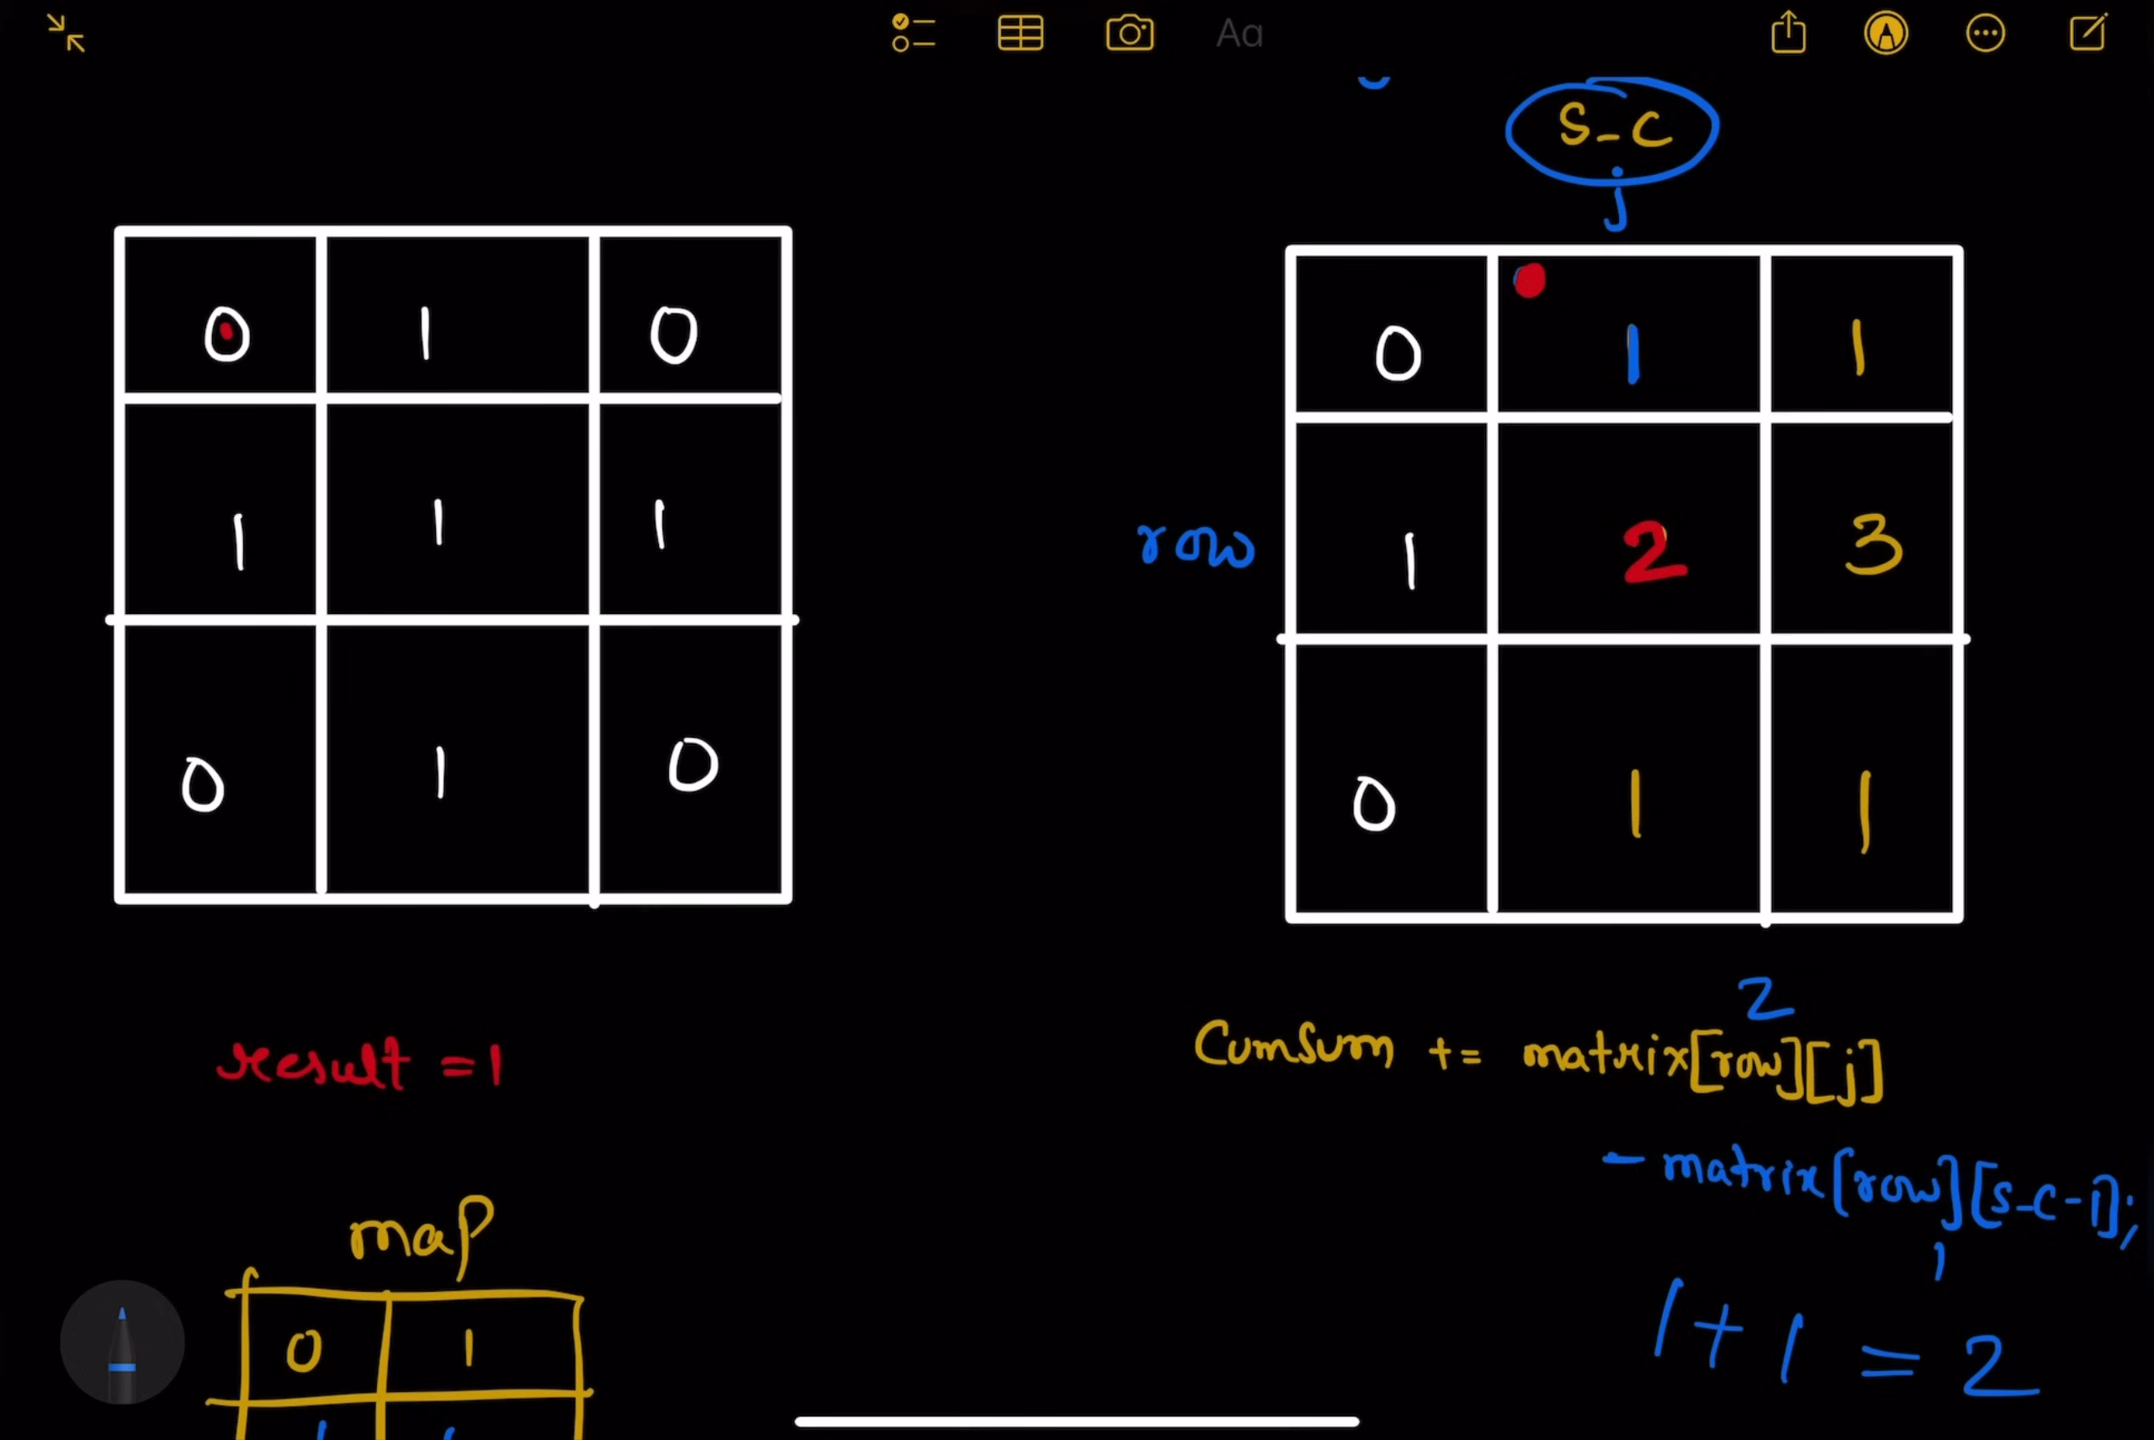 Aa
S-C
j
0 1 0
1 1 1
0 1 0
0 1 1
row 1 2 3
0 1 1
result = 1
2
CumSum += matrix[row][j]
- matrix[row][s-c-1];
1
1 + 1 = 2
map
0 1